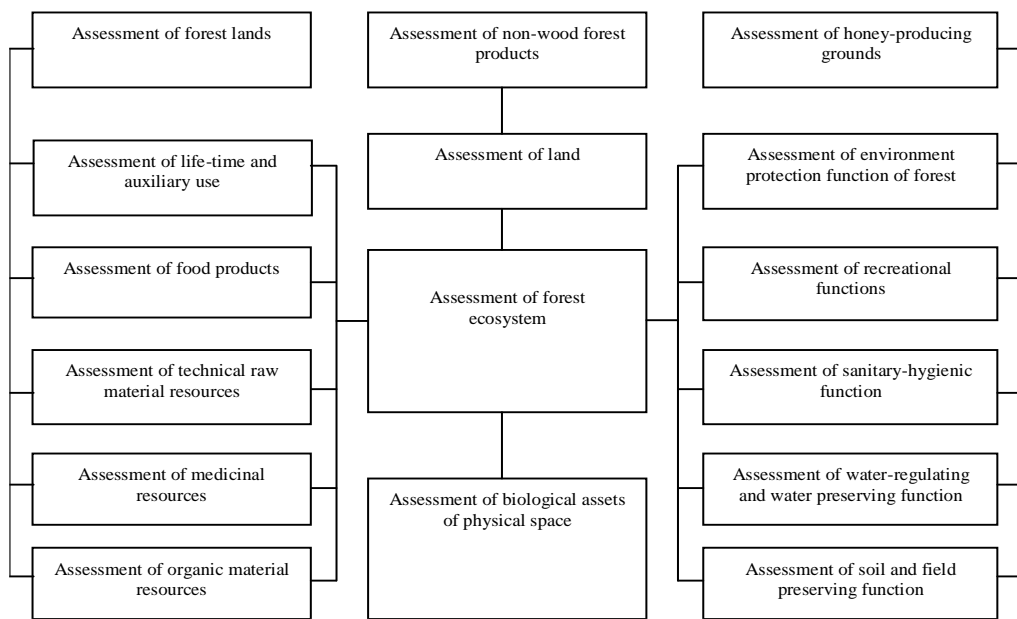 Assessment of forest lands
Assessment of non-wood forest
products
Assessment of honey-producing
grounds
Assessment of life-time and
auxiliary use
Assessment of land
Assessment of environment
protection function of forest
Assessment of food products
Assessment of forest
ecosystem
Assessment of recreational
functions
Assessment of technical raw
material resources
Assessment of sanitary-hygienic
function
Assessment of medicinal
resources
Assessment of biological assets
of physical space
Assessment of water-regulating
and water preserving function
Assessment of organic material
resources
Assessment of soil and field
preserving function